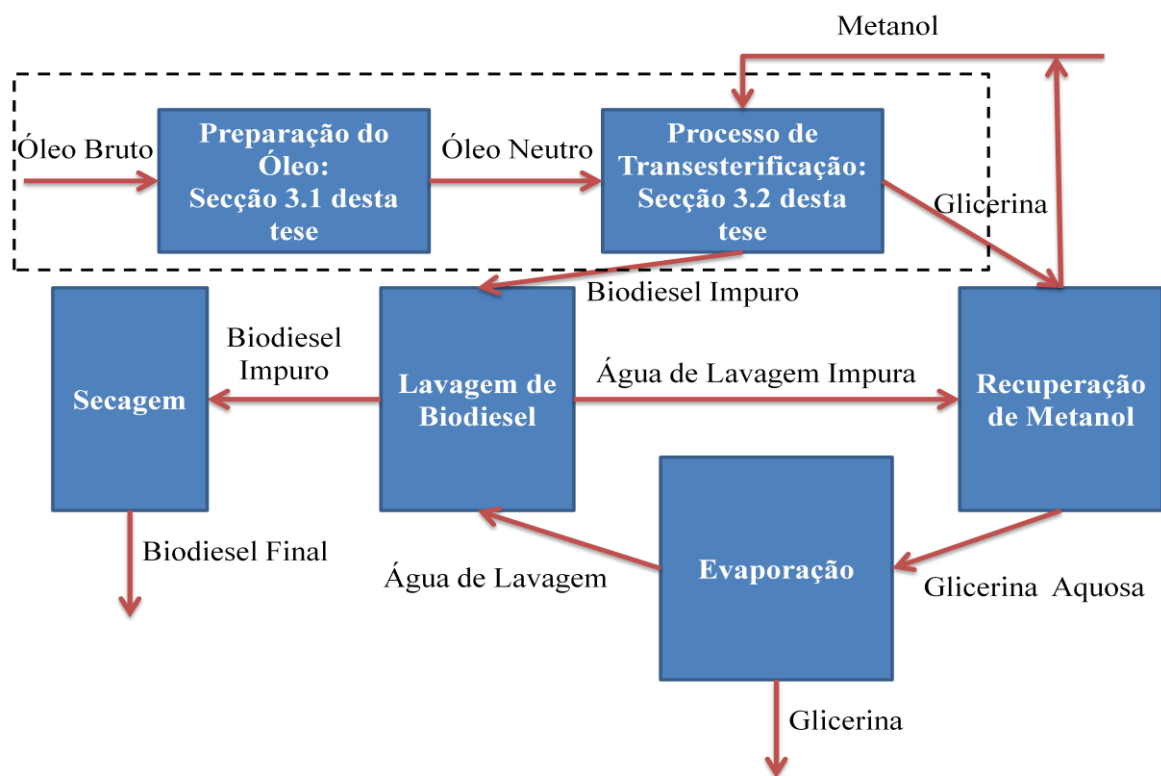 Metanol
Óleo Bruto
Preparação do
Óleo:
Secção 3.1 desta
tese
Óleo Neutro
Processo de
Transesterificação:
Secção 3.2 desta
tese
Glicerina
Biodiesel Impuro
Secagem
Biodiesel
Impuro
Lavagem de
Biodiesel
Água de Lavagem Impura
Recuperação
de Metanol
Biodiesel Final
Água de Lavagem
Evaporação
Glicerina Aquosa
Glicerina